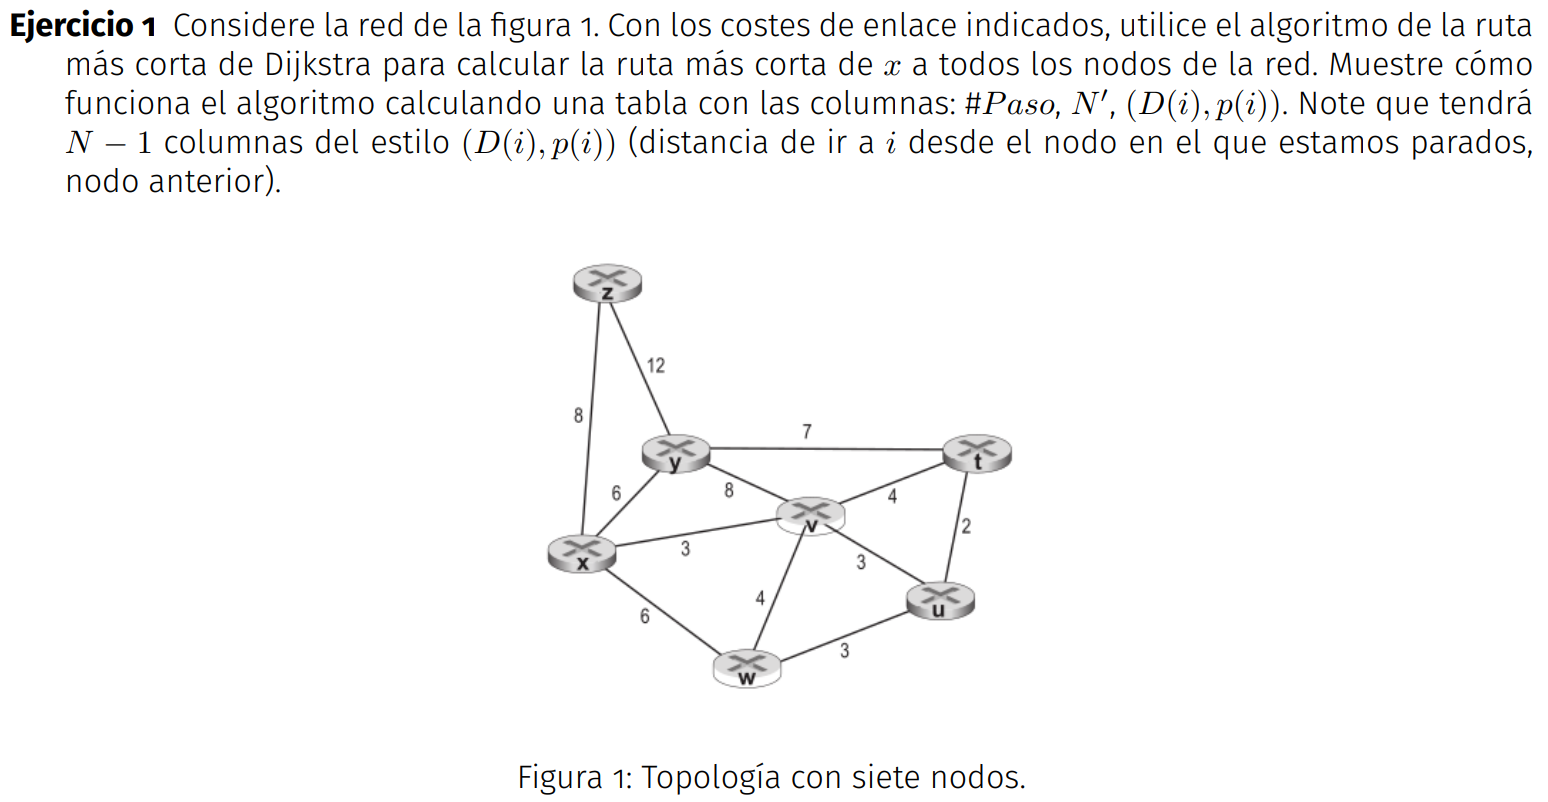 Ejercicio 1 Considere la red de la figura 1. Con los costes de enlace indicados, utilice el algoritmo de la ruta
más corta de Dijkstra para calcular la ruta más corta de x a todos los nodos de la red. Muestre cómo
funciona el algoritmo calculando una tabla con las columnas: #Paso, N′, (D(i), p(i)). Note que tendrá
N − 1 columnas del estilo (D(i), p(i)) (distancia de ir a i desde el nodo en el que estamos parados,
nodo anterior).
z
12
8
7
y
t
6
8
4
v
2
x
3
3
4
u
6
3
w
Figura 1: Topología con siete nodos.